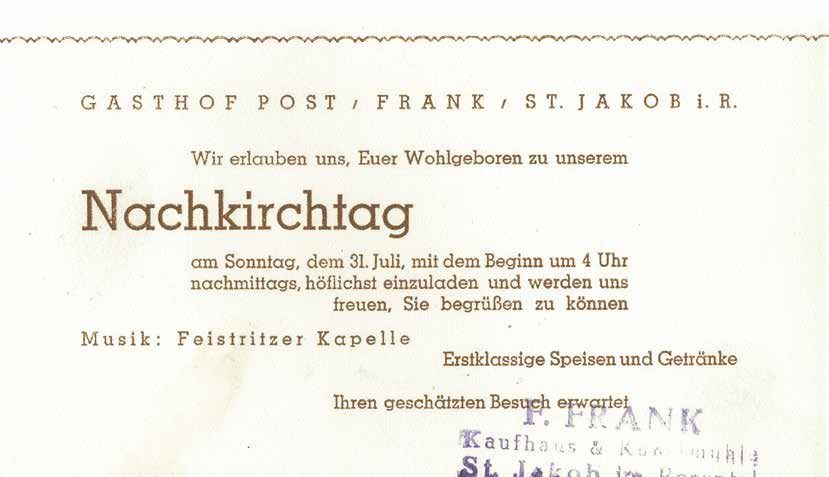 GASTHOF POST / FRANK / ST. JAKOB i. R.
Wir erlauben uns, Euer Wohlgeboren zu unserem
Nachkirchtag
am Sonntag, dem 31. Juli, mit dem Beginn um 4 Uhr
nachmittags, höflichst einzuladen und werden uns
freuen, Sie begrüßen zu können
Musik: Feistritzer Kapelle
Erstklassige Speisen und Getränke
Ihren geschätzten Besuch erwartet
F. FRANK
Kaufhaus &
St. Jakob im